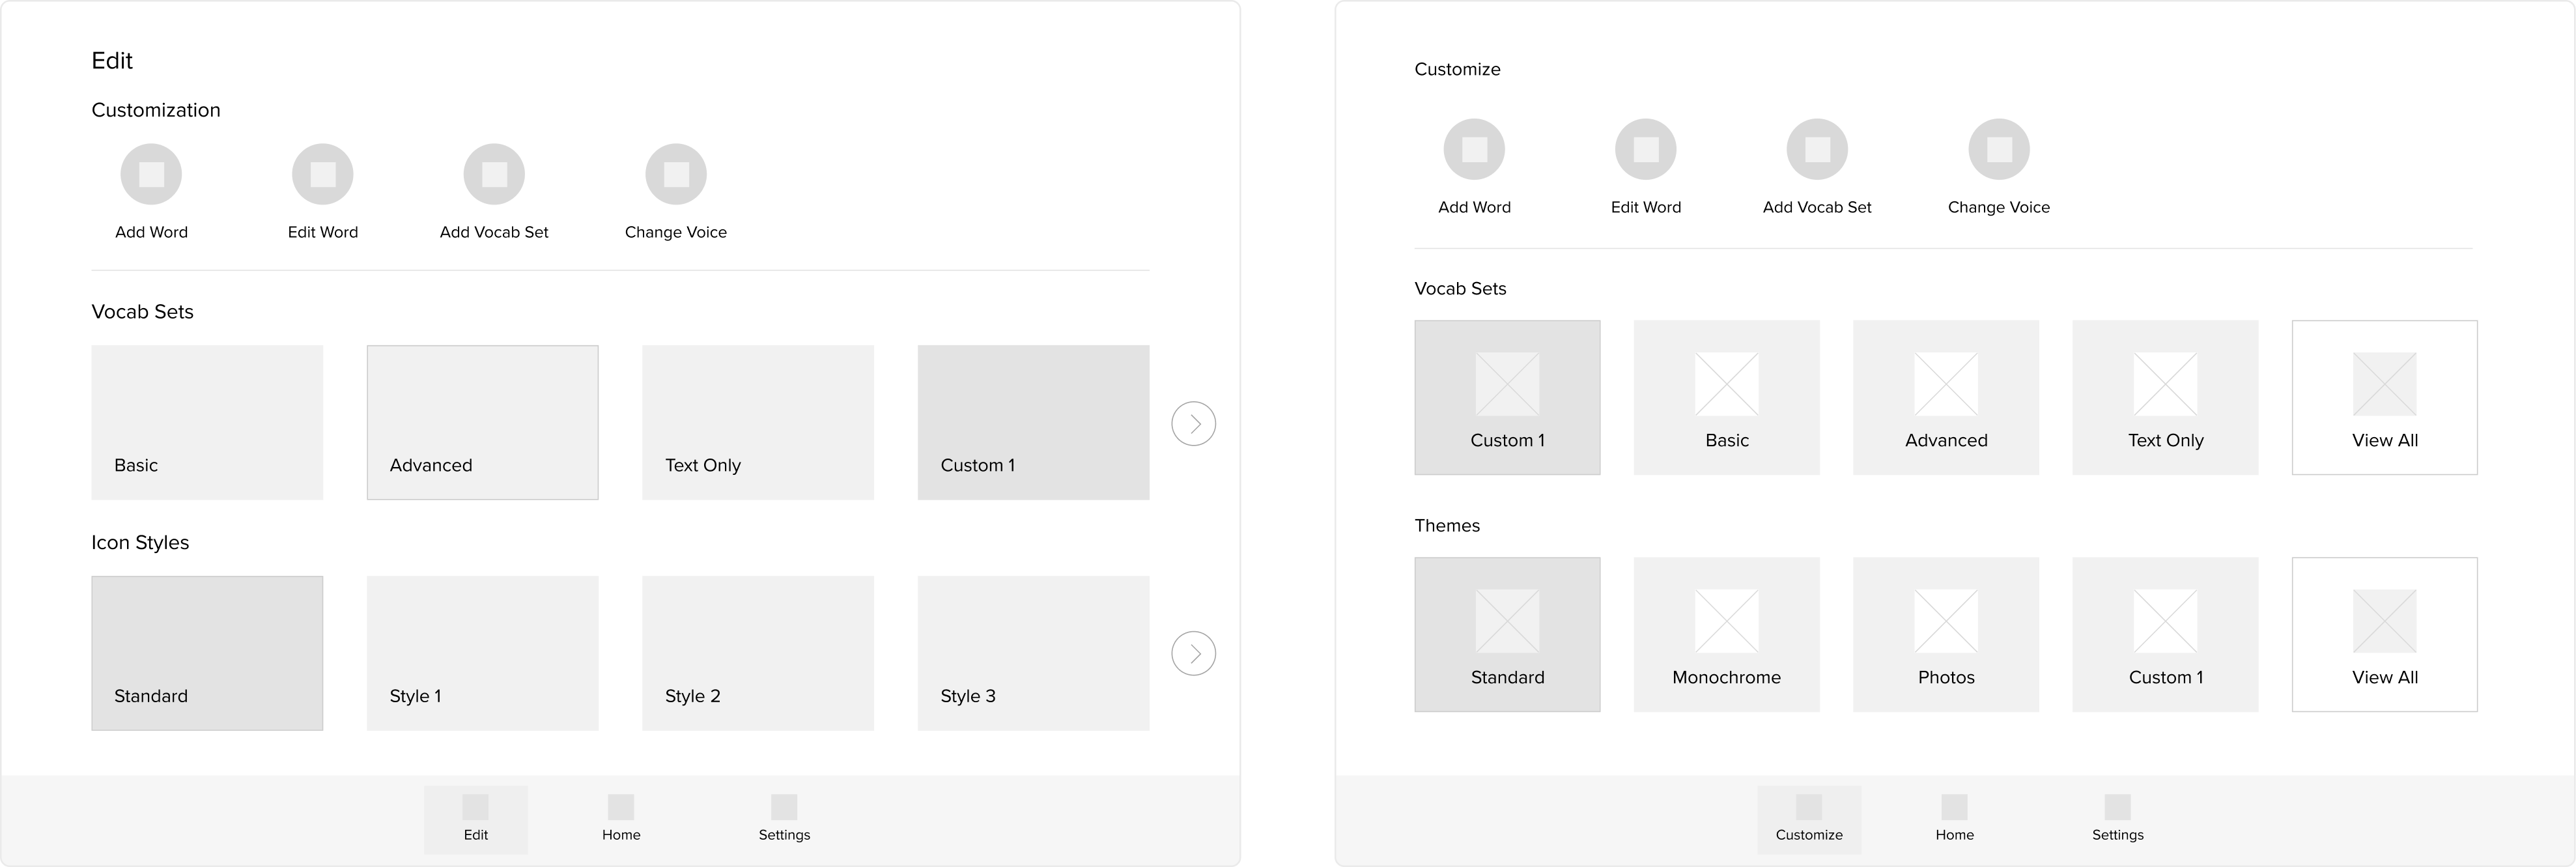 Edit
Customization
Add Word
Edit Word
Add Vocab Set
Change Voice
Vocab Sets
Basic
Advanced
Text Only
Custom 1
Icon Styles
Standard
Style 1
Style 2
Style 3
Edit
Home
Settings
Customize
Add Word
Edit Word
Add Vocab Set
Change Voice
Vocab Sets
Custom 1
Basic
Advanced
Text Only
View All
Themes
Standard
Monochrome
Photos
Custom 1
View All
Customize
Home
Settings